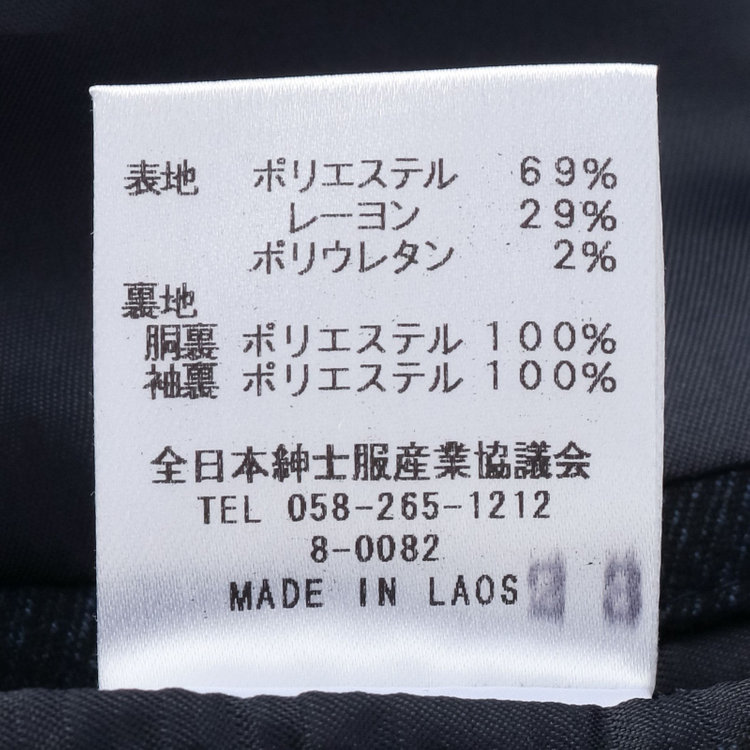 表地 ポリエステル 69%
レーヨン 29%
ポリウレタン 2%
裏地
胴裏 ポリエステル 100%
袖裏 ポリエステル 100%
全日本紳士服産業協議会
TEL 058-265-1212
8-0082
MADE IN LAOS